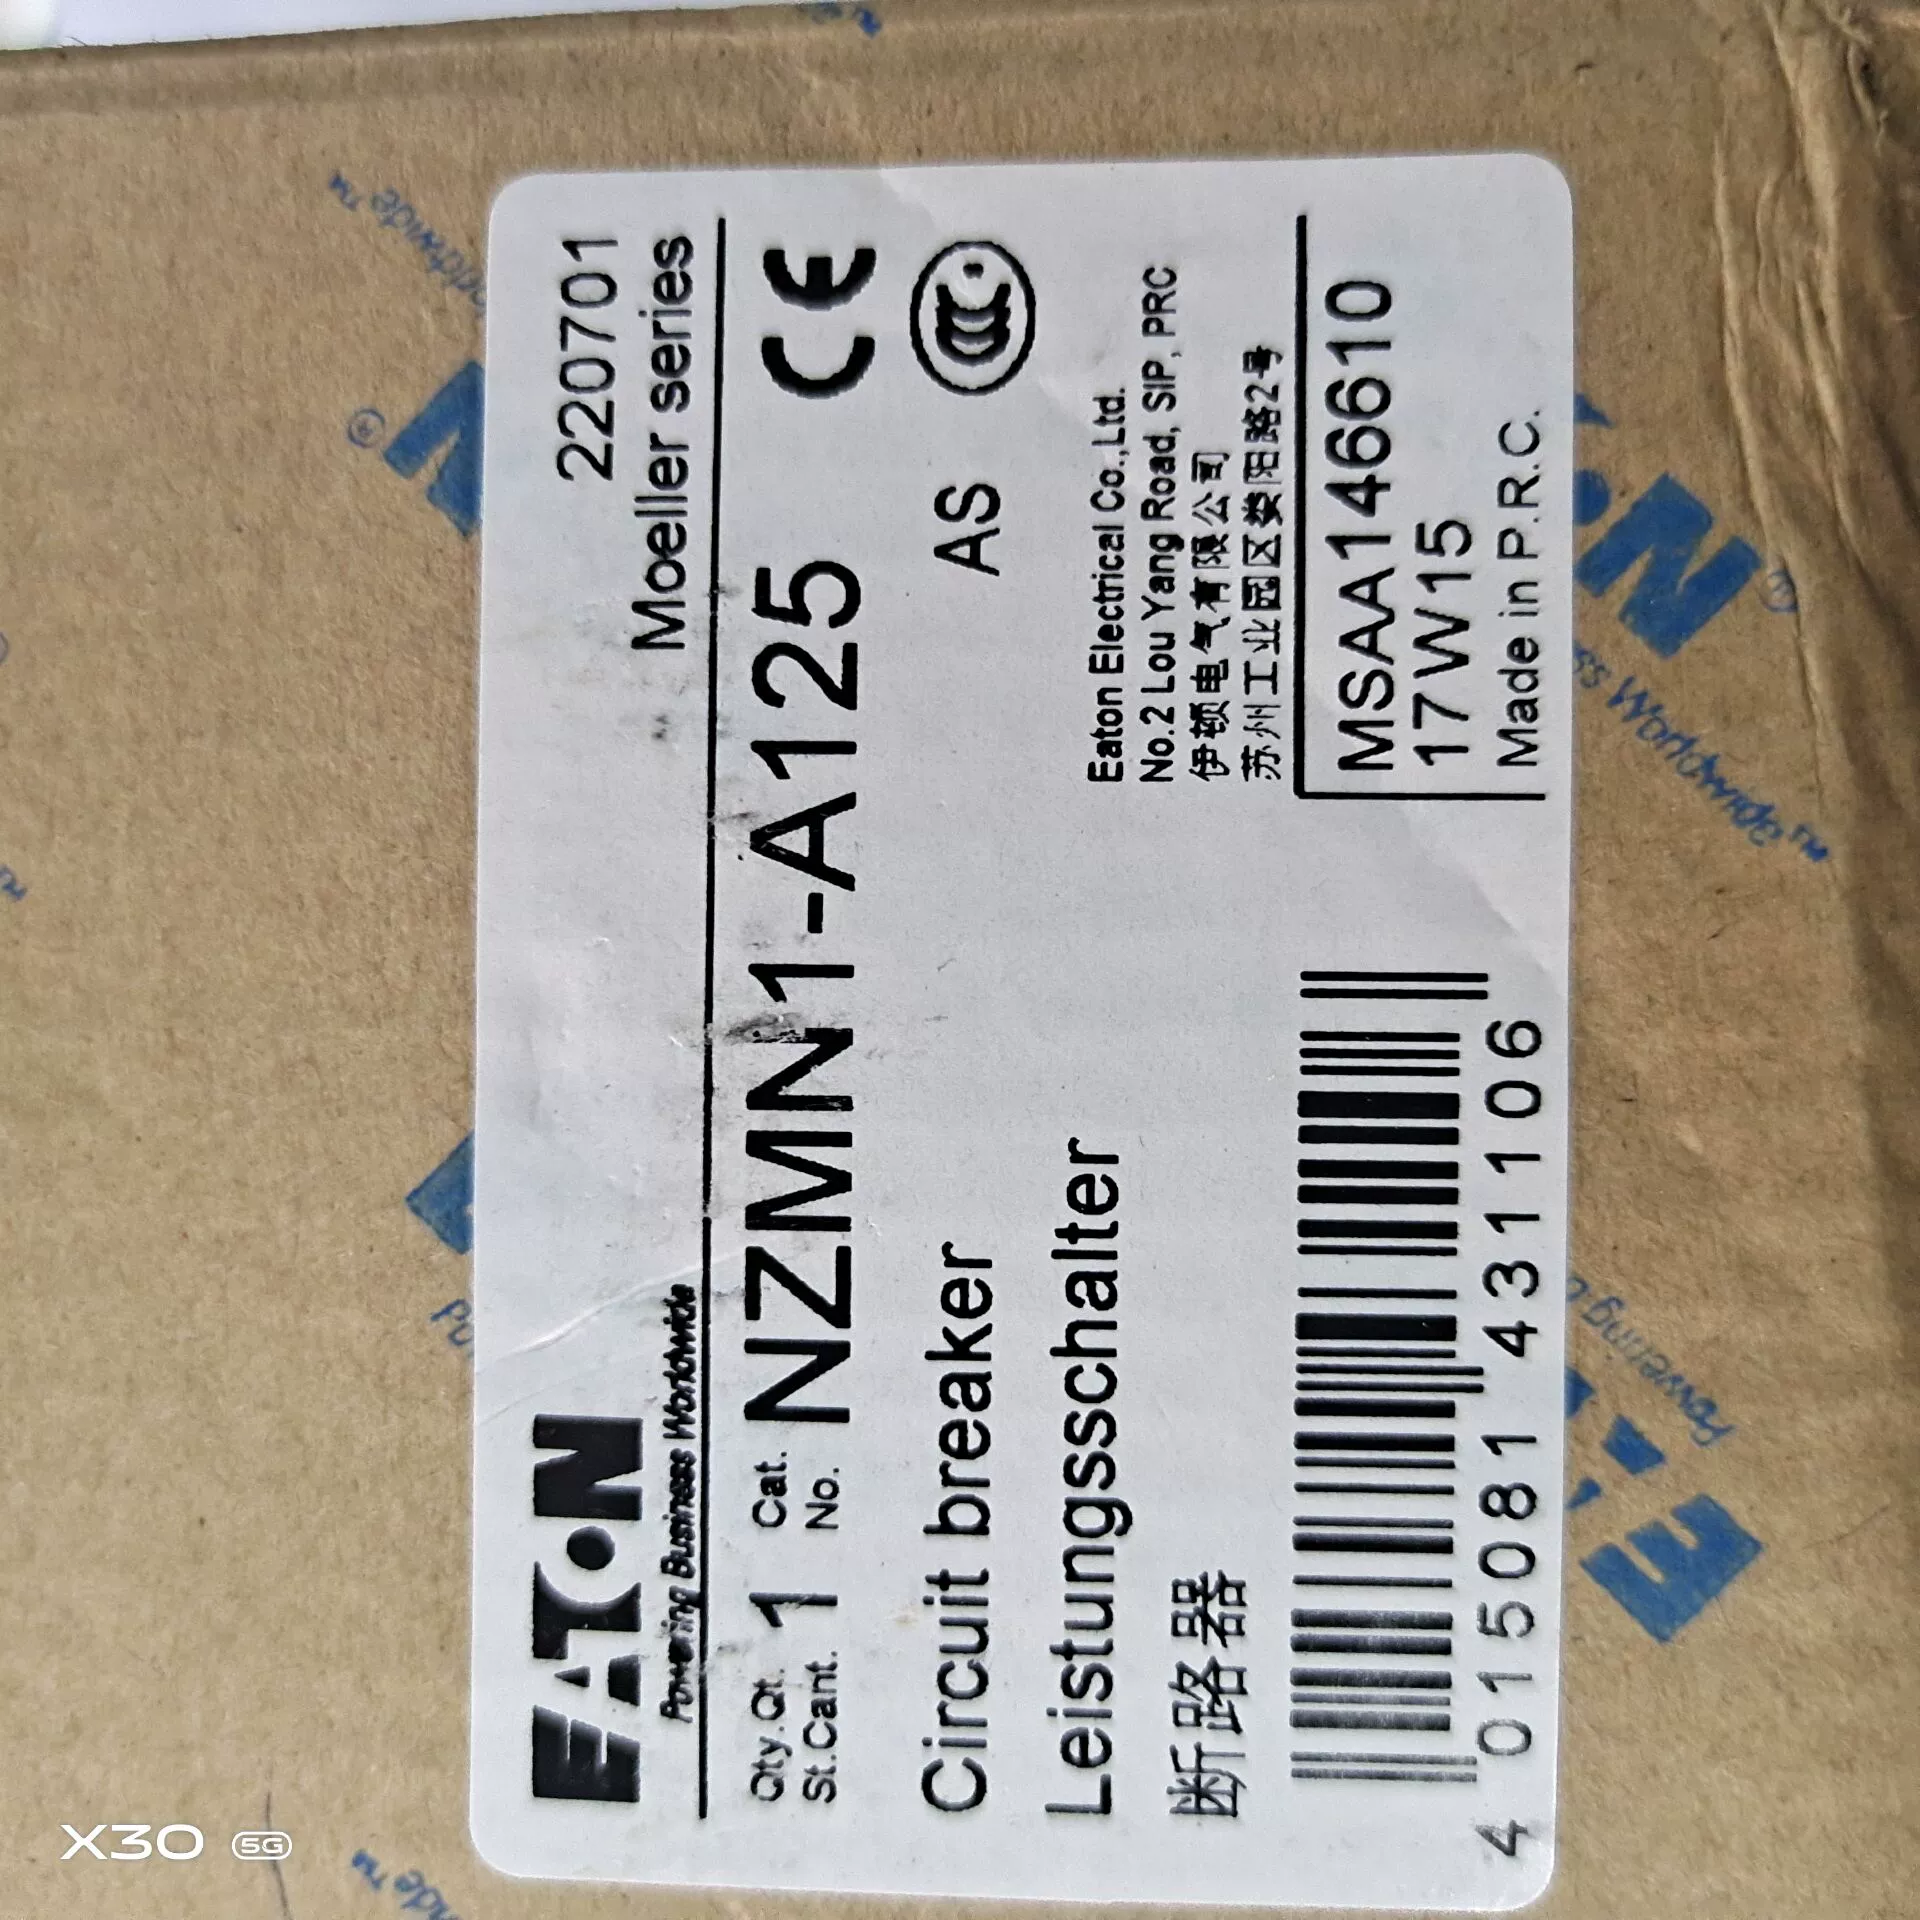 EATON
Powering Business Worldwide
220701
Moeller series
Qty.Qt.
St.Cant.
1
Cat.
No.
NZMN1-A125
CE
Circuit breaker
AS
CCC
Leistungsschalter
断路器
Eaton Electrical Co.,Ltd.
No.2 Lou Yang Road, SIP, PRC
伊顿电气有限公司
苏州工业园区娄阳路2号
MSAA146610
17W15
Made in P.R.C.
4 015081 431106
X30 5G